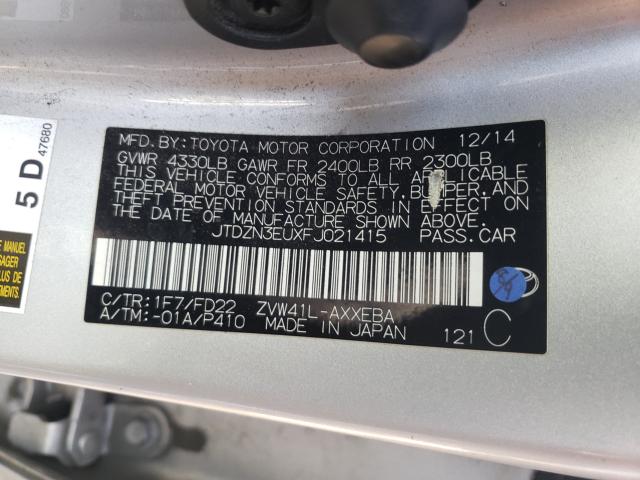 MFD.BY:TOYOTA MOTOR CORPORATION 12/14
GVWR 4330LB GAWR FR 2400LB RR 2300LB
THIS VEHICLE CONFORMS TO ALL APPLICABLE
FEDERAL MOTOR VEHICLE SAFETY, BUMPER, AND
THEFT PREVENTION STANDARDS IN EFFECT ON
THE DATE OF MANUFACTURE SHOWN ABOVE.
JTDZN3EUXFJ021415 PASS.CAR
C/TR:1F7/FD22 ZVW41L-AXXEBA
A/TM:-01A/P410 MADE IN JAPAN 121 C
5 D 47680
E MANUEL
AGER